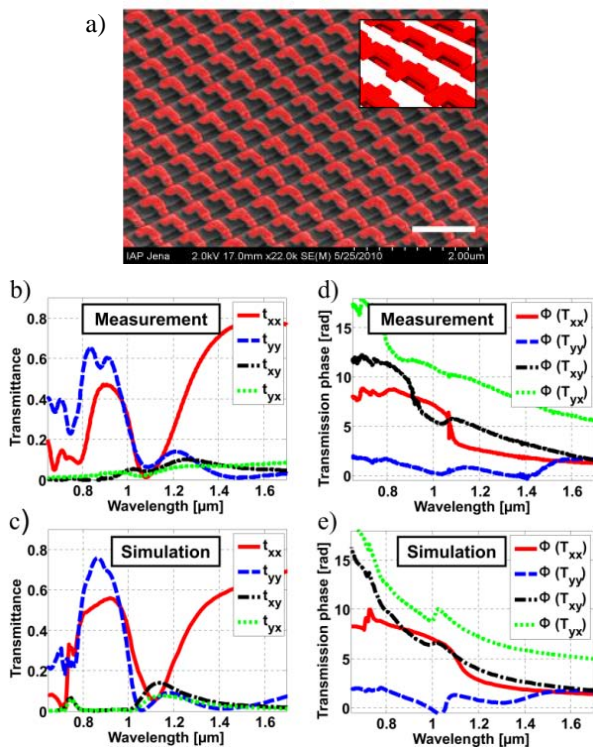 a)
IAP Jena 2.0kV 17.0mm x22.0k SE(M) 5/25/2010 2.00um
b)
Measurement
t_xx
t_yy
t_xy
t_yx
Transmittance
0.8
0.6
0.4
0.2
0
0.8 1.0 1.2 1.4 1.6
Wavelength [µm]
d)
Measurement
Φ (T_xx)
Φ (T_yy)
Φ (T_xy)
Φ (T_yx)
Transmission phase [rad]
15
10
5
0
0.8 1.0 1.2 1.4 1.6
Wavelength [µm]
c)
Simulation
t_xx
t_yy
t_xy
t_yx
Transmittance
0.8
0.6
0.4
0.2
0
0.8 1.0 1.2 1.4 1.6
Wavelength [µm]
e)
Simulation
Φ (T_xx)
Φ (T_yy)
Φ (T_xy)
Φ (T_yx)
Transmission phase [rad]
15
10
5
0
0.8 1.0 1.2 1.4 1.6
Wavelength [µm]